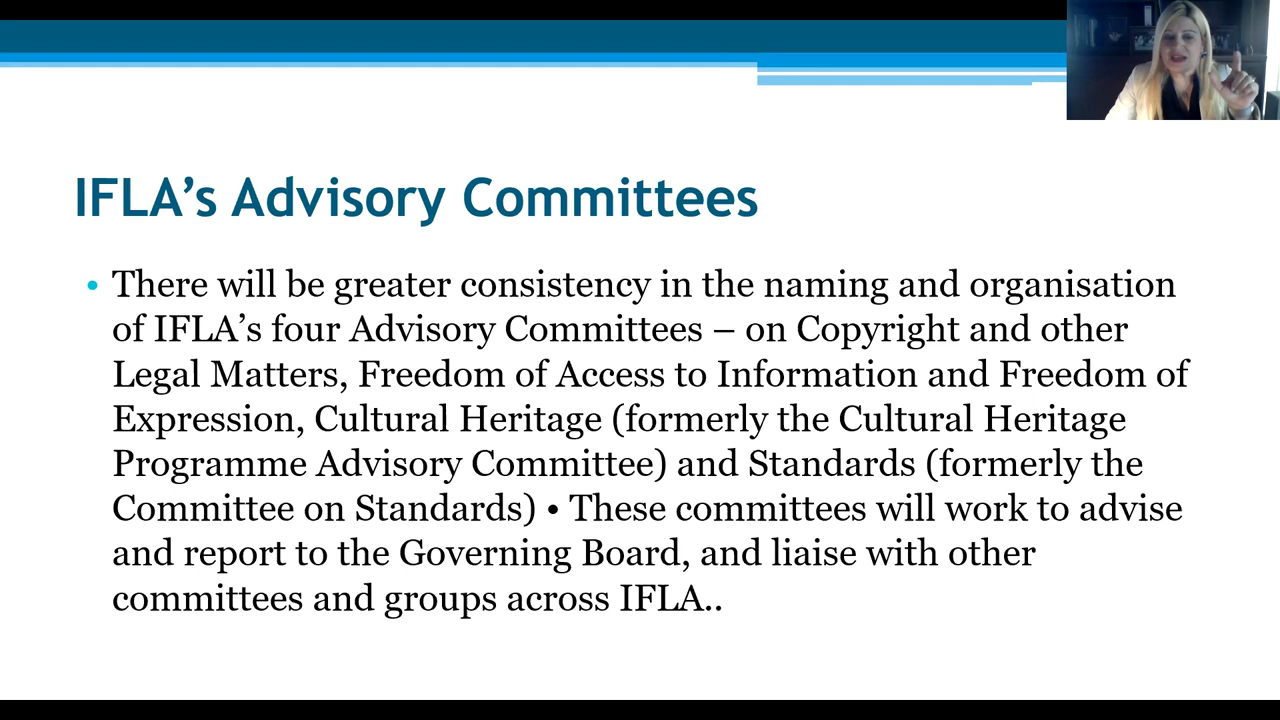 IFLA’s Advisory Committees
• There will be greater consistency in the naming and organisation
of IFLA’s four Advisory Committees – on Copyright and other
Legal Matters, Freedom of Access to Information and Freedom of
Expression, Cultural Heritage (formerly the Cultural Heritage
Programme Advisory Committee) and Standards (formerly the
Committee on Standards) • These committees will work to advise
and report to the Governing Board, and liaise with other
committees and groups across IFLA..